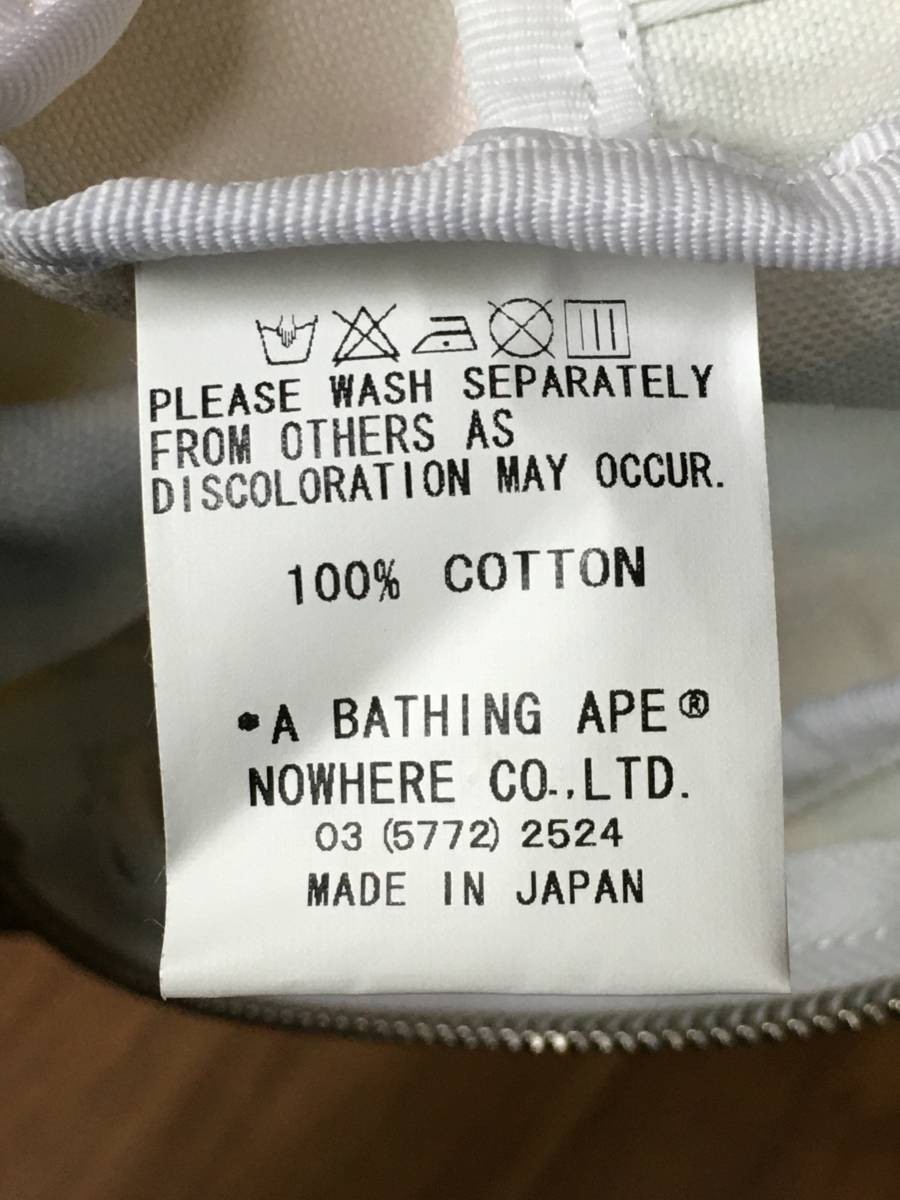 PLEASE WASH SEPARATELY
FROM OTHERS AS
DISCOLORATION MAY OCCUR.
100% COTTON
•A BATHING APE®
NOWHERE CO.,LTD.
03 (5772) 2524
MADE IN JAPAN